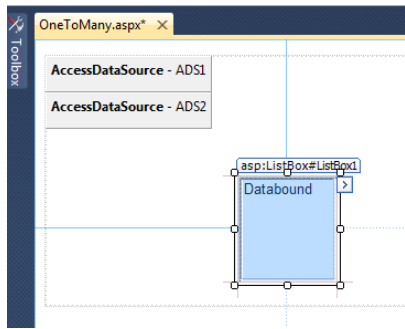 OneToMany.aspx*
Toolbox
AccessDataSource - ADS1
AccessDataSource - ADS2
asp:ListBox#ListBox1
Databound